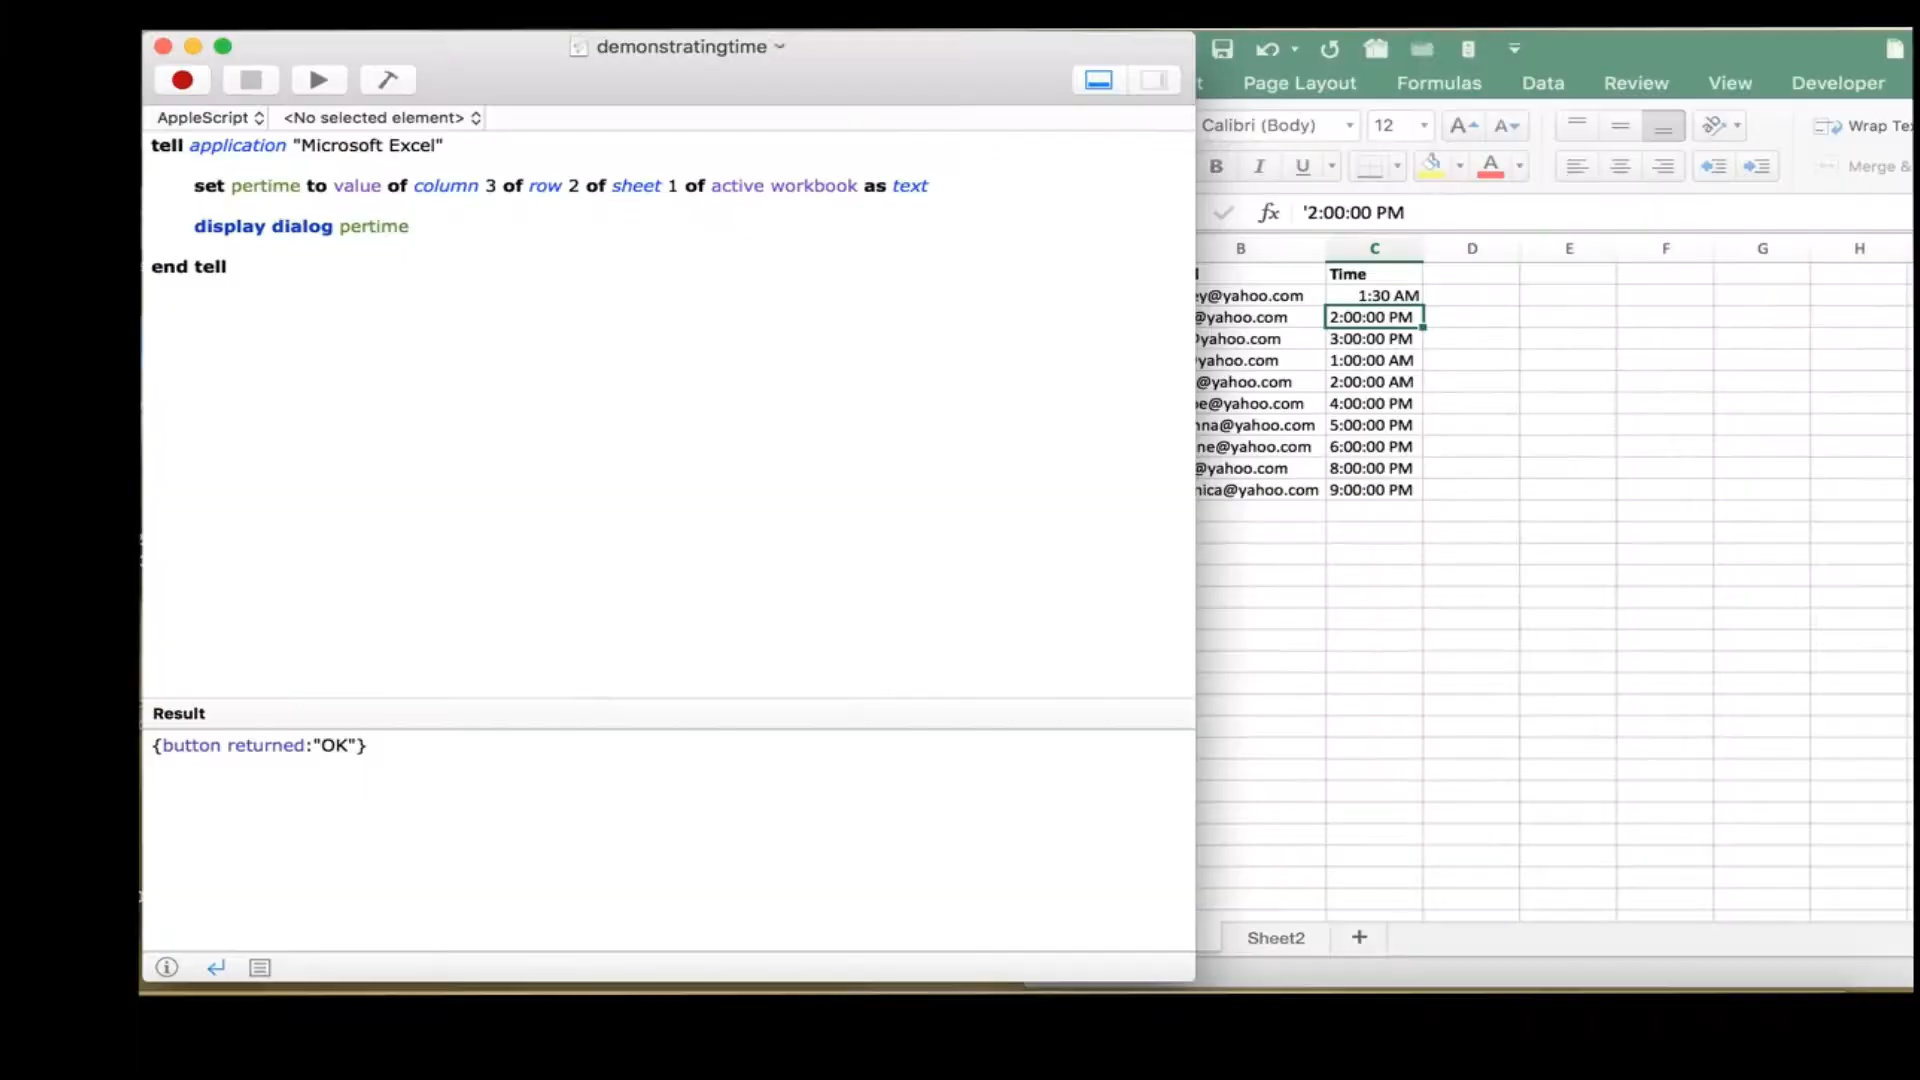 demonstratingtime
AppleScript <No selected element>
tell application "Microsoft Excel"
set pertime to value of column 3 of row 2 of sheet 1 of active workbook as text
display dialog pertime
end tell
Result
{button returned:"OK"}
Page Layout Formulas Data Review View Developer
Calibri (Body) 12 A A Wrap
B I U A Merge &
fx '2:00:00 PM
B C D E F G H
Time
y@yahoo.com 1:30 AM
@yahoo.com 2:00:00 PM
yahoo.com 3:00:00 PM
yahoo.com 1:00:00 AM
@yahoo.com 2:00:00 AM
e@yahoo.com 4:00:00 PM
nna@yahoo.com 5:00:00 PM
ne@yahoo.com 6:00:00 PM
@yahoo.com 8:00:00 PM
nica@yahoo.com 9:00:00 PM
Sheet2 +